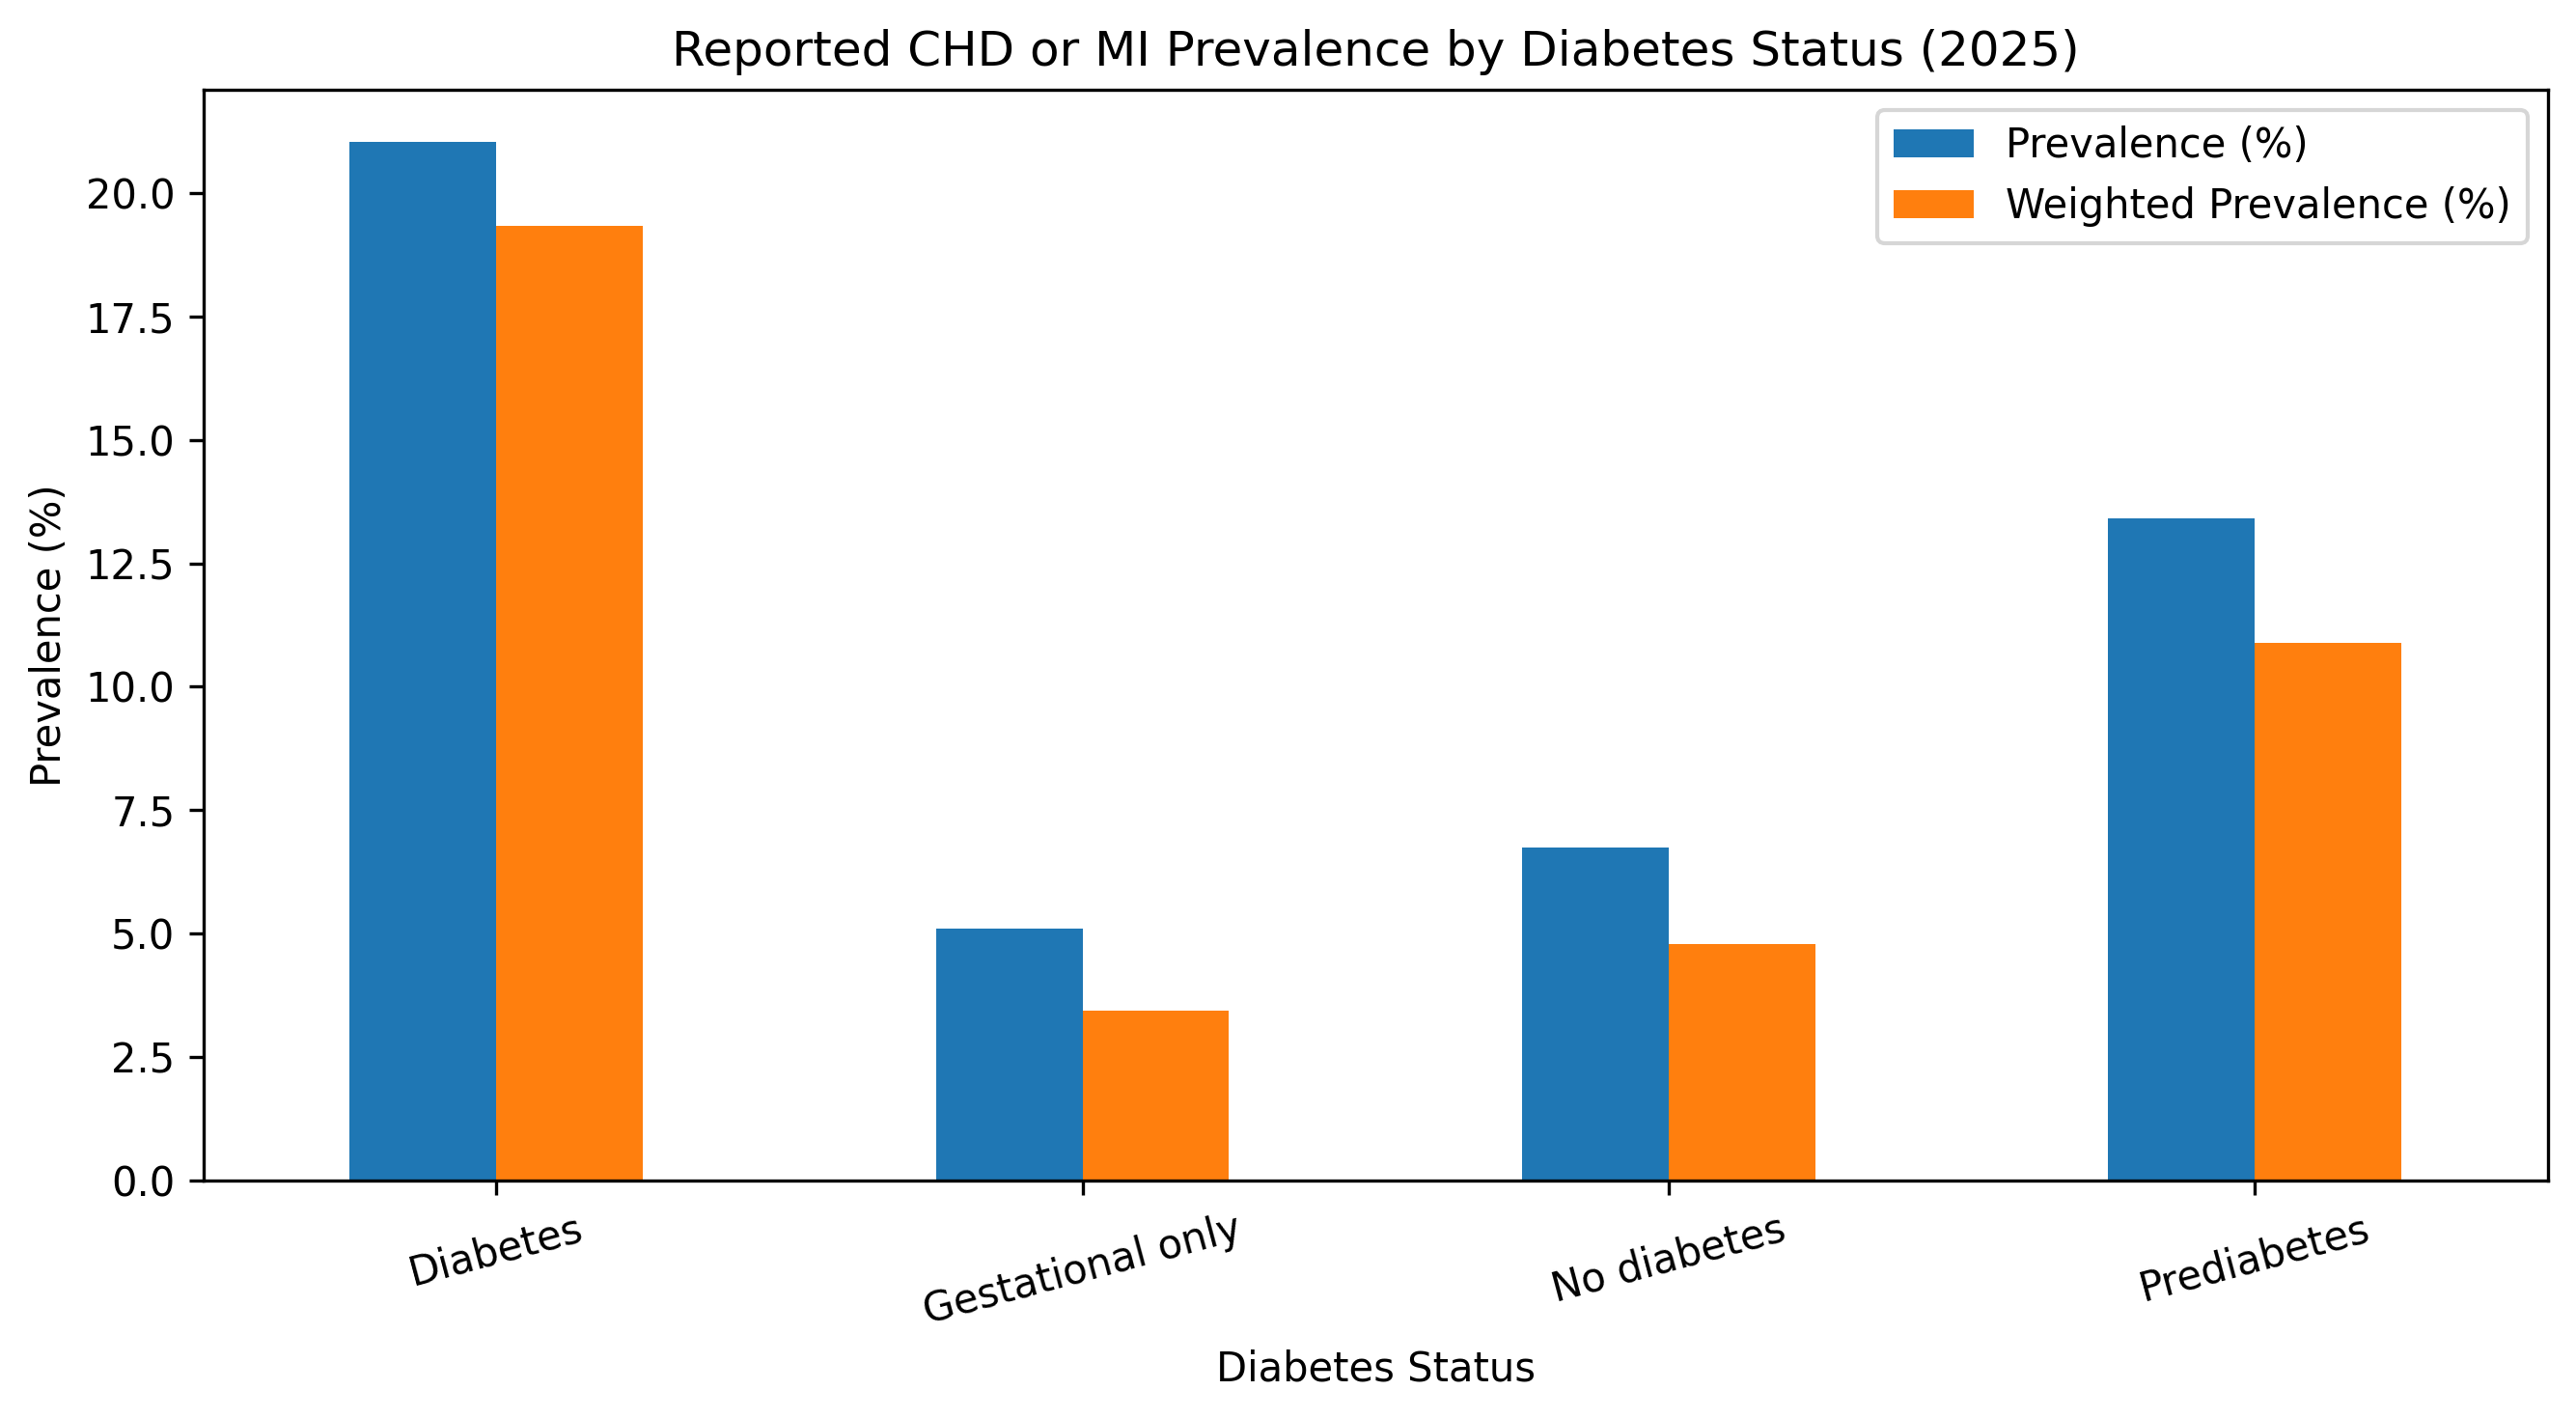 Reported CHD or MI Prevalence by Diabetes Status (2025)
Prevalence (%)
Weighted Prevalence (%)
Prevalence (%)
20.0
17.5
15.0
12.5
10.0
7.5
5.0
2.5
0.0
Diabetes
Gestational only
No diabetes
Prediabetes
Diabetes Status